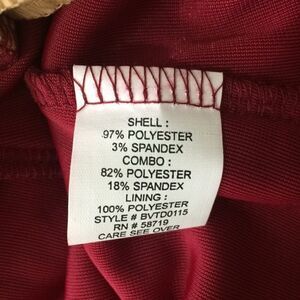 SHELL :
97% POLYESTER
3% SPANDEX
COMBO :
82% POLYESTER
18% SPANDEX
LINING :
100% POLYESTER
STYLE # BVTD0115
RN # 58719
CARE SEE OVER